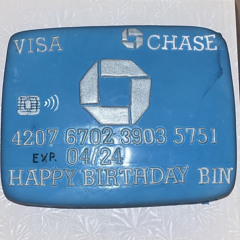 VISA CHASE
4207 6702 3903 5751
EXP. 04/24
HAPPY BIRTHDAY BIN